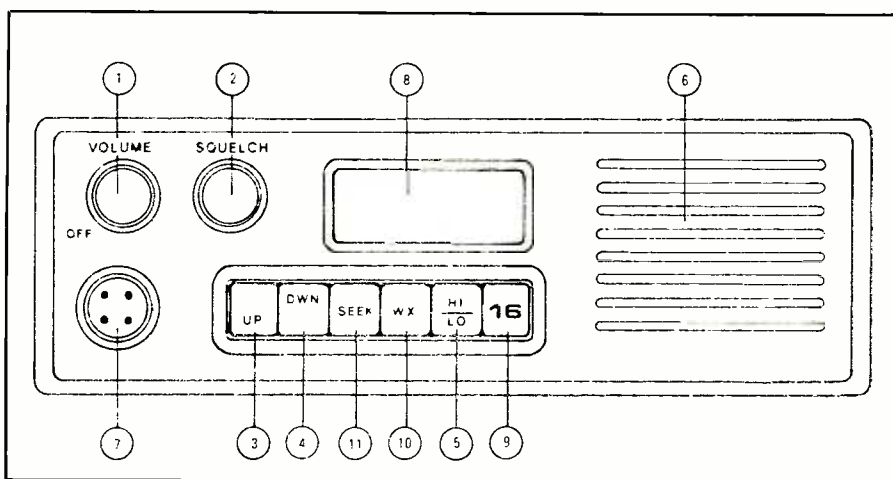 1 2 8 6
VOLUME SQUELCH
OFF
UP DWN SEEK WX HI LO 16
7 3 4 11 10 5 9